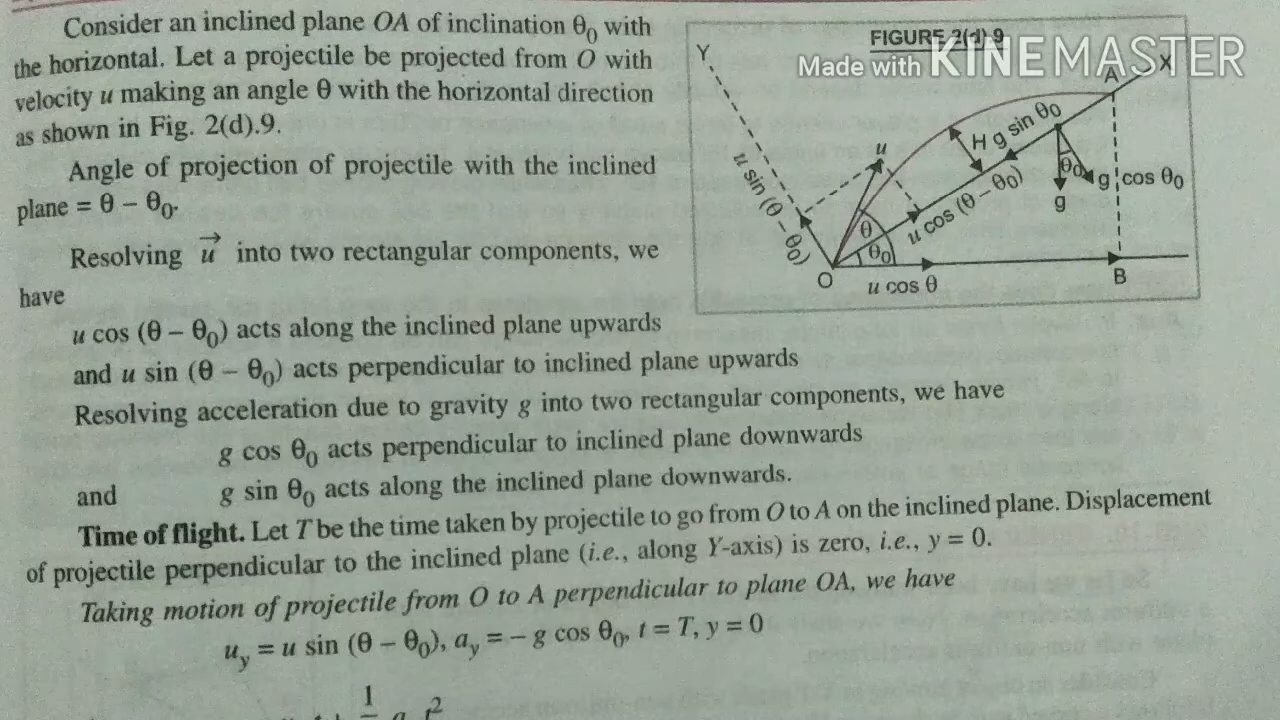 Consider an inclined plane OA of inclination θ₀ with
the horizontal. Let a projectile be projected from O with
velocity u making an angle θ with the horizontal direction
as shown in Fig. 2(d).9.
Angle of projection of projectile with the inclined
plane = θ – θ₀.
Resolving u⃗ into two rectangular components, we
have
u cos (θ – θ₀) acts along the inclined plane upwards
and u sin (θ – θ₀) acts perpendicular to inclined plane upwards
Resolving acceleration due to gravity g into two rectangular components, we have
g cos θ₀ acts perpendicular to inclined plane downwards
and g sin θ₀ acts along the inclined plane downwards.
Time of flight. Let T be the time taken by projectile to go from O to A on the inclined plane. Displacement
of projectile perpendicular to the inclined plane (i.e., along Y-axis) is zero, i.e., y = 0.
Taking motion of projectile from O to A perpendicular to plane OA, we have
u_y = u sin (θ – θ₀), a_y = – g cos θ₀, t = T, y = 0
FIGURE 2(d).9
Made with KINEMASTER
Y
X
A
u
H
g sin θ₀
u sin (θ – θ₀)
θ₀
g cos θ₀
g
u cos (θ – θ₀)
θ
θ₀
O
u cos θ
B